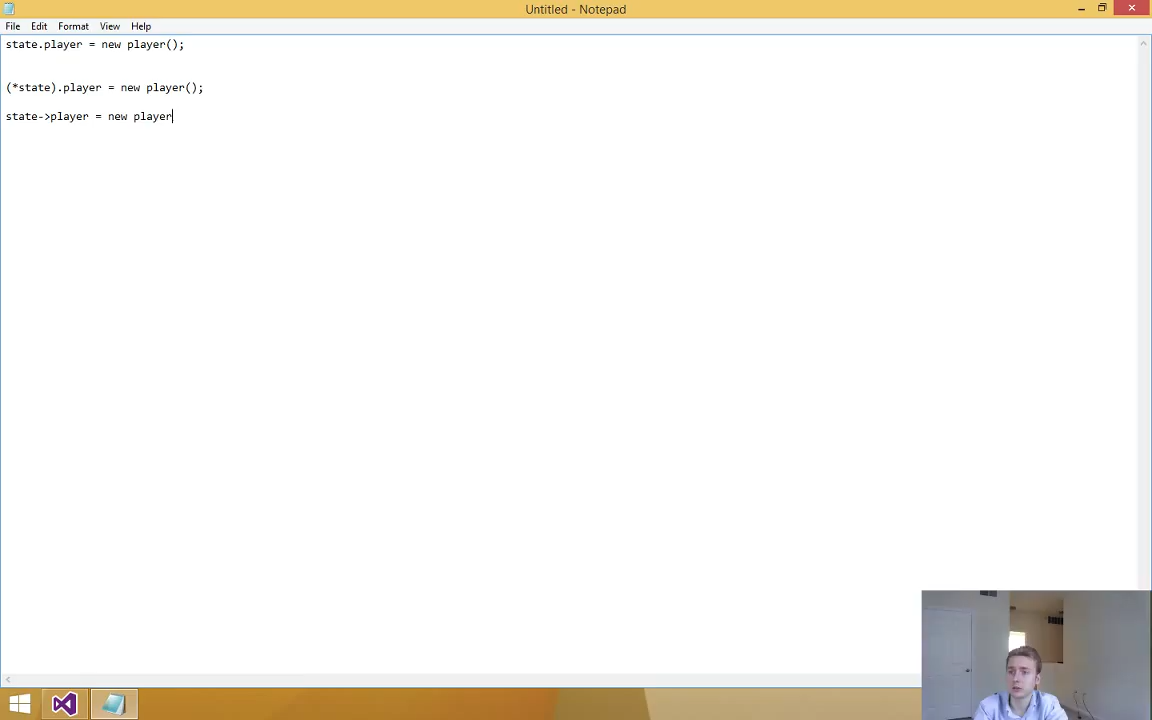 Untitled - Notepad
File Edit Format View Help
state.player = new player();
(*state).player = new player();
state->player = new player